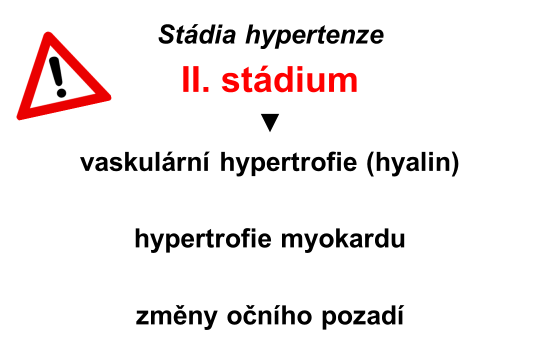 Stádia hypertenze
II. stádium
▼
vaskulární hypertrofie (hyalin)
hypertrofie myokardu
změny očního pozadí